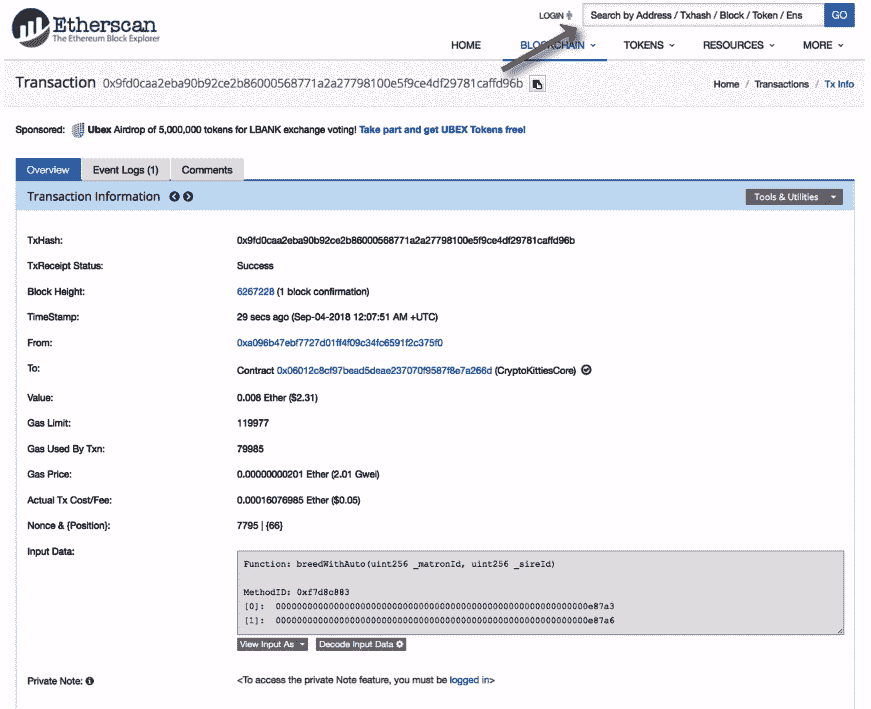 LOGIN
Search by Address / Txhash / Block / Token / Ens
GO
Etherscan
The Ethereum Block Explorer
HOME BLOCKCHAIN TOKENS RESOURCES MORE
Transaction 0x9fd0caa2eba90b92ce2b86000568771a2a27798100e5f9ce4df29781caffd96b
Home / Transactions / Tx Info
Sponsored: Ubex Airdrop of 5,000,000 tokens for LBANK exchange voting! Take part and get UBEX Tokens free!
Overview Event Logs (1) Comments
Transaction Information Tools & Utilities
TxHash: 0x9fd0caa2eba90b92ce2b86000568771a2a27798100e5f9ce4df29781caffd96b
TxReceipt Status: Success
Block Height: 6267228 (1 block confirmation)
TimeStamp: 29 secs ago (Sep-04-2018 12:07:51 AM +UTC)
From: 0xa096b47ebf7727d01ff4f09c34fc6591f2c375f0
To: Contract 0x06012c8cf97bead5deae237070f9587f8e7a266d (CryptoKittiesCore)
Value: 0.008 Ether ($2.31)
Gas Limit: 119977
Gas Used By Txn: 79985
Gas Price: 0.00000000201 Ether (2.01 Gwei)
Actual Tx Cost/Fee: 0.00016076985 Ether ($0.05)
Nonce & {Position}: 7795 | {66}
Input Data:
Function: breedWithAuto(uint256 _matronId, uint256 _sireId)
MethodID: 0xf7d8c883
[0]: 00000000000000000000000000000000000000000000000000000000000e87a3
[1]: 00000000000000000000000000000000000000000000000000000000000e87a6
View Input As Decode Input Data
Private Note: <To access the private Note feature, you must be logged in>